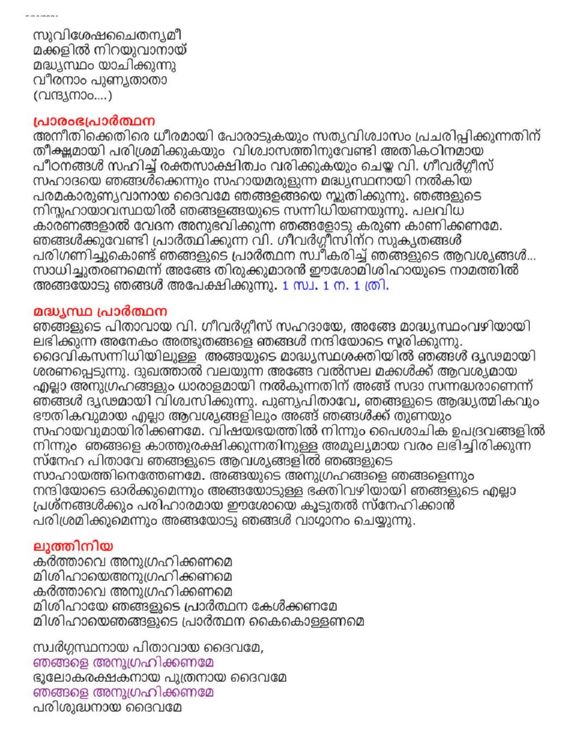 സുവിശേഷചൈതന്യമീ
മക്കളിൽ നിറയുവാനായ്
മദ്ധ്യസ്ഥം യാചിക്കുന്നു
വീരനാം പുണ്യതാതാ
(വന്ദ്യനാം....)
പ്രാരംഭപ്രാർത്ഥന
അനീതിക്കെതിരെ ധീരമായി പോരാടുകയും സത്യവിശ്വാസം പ്രചരിപ്പിക്കുന്നതിന്
തീക്ഷ്ണമായി പരിശ്രമിക്കുകയും വിശ്വാസത്തിനുവേണ്ടി അതികഠിനമായ
പീഠനങ്ങൾ സഹിച്ച് രക്തസാക്ഷിത്വം വരിക്കുകയും ചെയ്ത വി. ഗീവർഗ്ഗീസ്
സഹദായെ ഞങ്ങൾക്കെന്നും സഹായമരുളുന്ന മദ്ധ്യസ്ഥനായി നൽകിയ
പരമകാരുണ്യവാനായ ദൈവമേ ഞങ്ങളങ്ങയെ സ്തുതിക്കുന്നു. ഞങ്ങളുടെ
നിസ്സഹായാവസ്ഥയിൽ ഞങ്ങളങ്ങയുടെ സന്നിധിയണയുന്നു. പലവിധ
കാരണങ്ങളാൽ വേദന അനുഭവിക്കുന്ന ഞങ്ങളോടു കരുണ കാണിക്കണമേ.
ഞങ്ങൾക്കുവേണ്ടി പ്രാർത്ഥിക്കുന്ന വി. ഗീവർഗ്ഗീസിന്റ സുകൃതങ്ങൾ
പരിഗണിച്ചുകൊണ്ട് ഞങ്ങളുടെ പ്രാർത്ഥന സ്വീകരിച്ച് ഞങ്ങളുടെ ആവശ്യങ്ങൾ...
സാധിച്ചുതരണമെന്ന് അങ്ങേ തിരുക്കുമാരൻ ഈശോമിശിഹായുടെ നാമത്തിൽ
അങ്ങയോടു ഞങ്ങൾ അപേക്ഷിക്കുന്നു. 1 സ്വ. 1 ന. 1 ത്രി.
മദ്ധ്യസ്ഥ പ്രാർത്ഥന
ഞങ്ങളുടെ പിതാവായ വി. ഗീവർഗ്ഗീസ് സഹദായേ, അങ്ങേ മാദ്ധ്യസ്ഥംവഴിയായി
ലഭിക്കുന്ന അനേകം അത്ഭുതങ്ങളെ ഞങ്ങൾ നന്ദിയോടെ സ്മരിക്കുന്നു.
ദൈവികസന്നിധിയിലുള്ള അങ്ങയുടെ മാദ്ധ്യസ്ഥശക്തിയിൽ ഞങ്ങൾ ദൃഢമായി
ശരണപ്പെടുന്നു. ദുഖത്താൽ വലയുന്ന അങ്ങേ വൽസല മക്കൾക്ക് ആവശ്യമായ
എല്ലാ അനുഗ്രഹങ്ങളും ധാരാളമായി നൽകുന്നതിന് അങ്ങ് സദാ സന്നദ്ധരാണെന്ന്
ഞങ്ങൾ ദൃഢമായി വിശ്വസിക്കുന്നു. പുണ്യപിതാവേ, ഞങ്ങളുടെ ആദ്ധ്യത്മികവും
ഭൗതികവുമായ എല്ലാ ആവശ്യങ്ങളിലും അങ്ങ് ഞങ്ങൾക്ക് തുണയും
സഹായവുമായിരിക്കണമേ. വിഷയഭയത്തിൽ നിന്നും പൈശാചിക ഉപദ്രവങ്ങളിൽ
നിന്നും ഞങ്ങളെ കാത്തുരക്ഷിക്കുന്നതിനുള്ള അമൂല്യമായ വരം ലഭിച്ചിരിക്കുന്ന
സ്നേഹ പിതാവേ ഞങ്ങളുടെ ആവശ്യങ്ങളിൽ ഞങ്ങളുടെ
സാഹായത്തിനെത്തേണമേ. അങ്ങയുടെ അനുഗ്രഹങ്ങളെ ഞങ്ങളെന്നും
നന്ദിയോടെ ഓർക്കുമെന്നും അങ്ങയോടുള്ള ഭക്തിവഴിയായി ഞങ്ങളുടെ എല്ലാ
പ്രശ്നങ്ങൾക്കും പരിഹാരമായ ഈശോയെ കൂടുതൽ സ്നേഹിക്കാൻ
പരിശ്രമിക്കുമെന്നും അങ്ങയോടു ഞങ്ങൾ വാഗ്ദാനം ചെയ്യുന്നു.
ലുത്തിനിയ
കർത്താവെ അനുഗ്രഹിക്കണമെ
മിശിഹായെഅനുഗ്രഹിക്കണമെ
കർത്താവെ അനുഗ്രഹിക്കണമെ
മിശിഹായേ ഞങ്ങളുടെ പ്രാർത്ഥന കേൾക്കണമേ
മിശിഹായെഞങ്ങളുടെ പ്രാർത്ഥന കൈകൊള്ളണമെ
സ്വർഗ്ഗസ്ഥനായ പിതാവായ ദൈവമേ,
ഞങ്ങളെ അനുഗ്രഹിക്കണമേ
ഭൂലോകരക്ഷകനായ പുത്രനായ ദൈവമേ
ഞങ്ങളെ അനുഗ്രഹിക്കണമേ
പരിശുദ്ധനായ ദൈവമേ